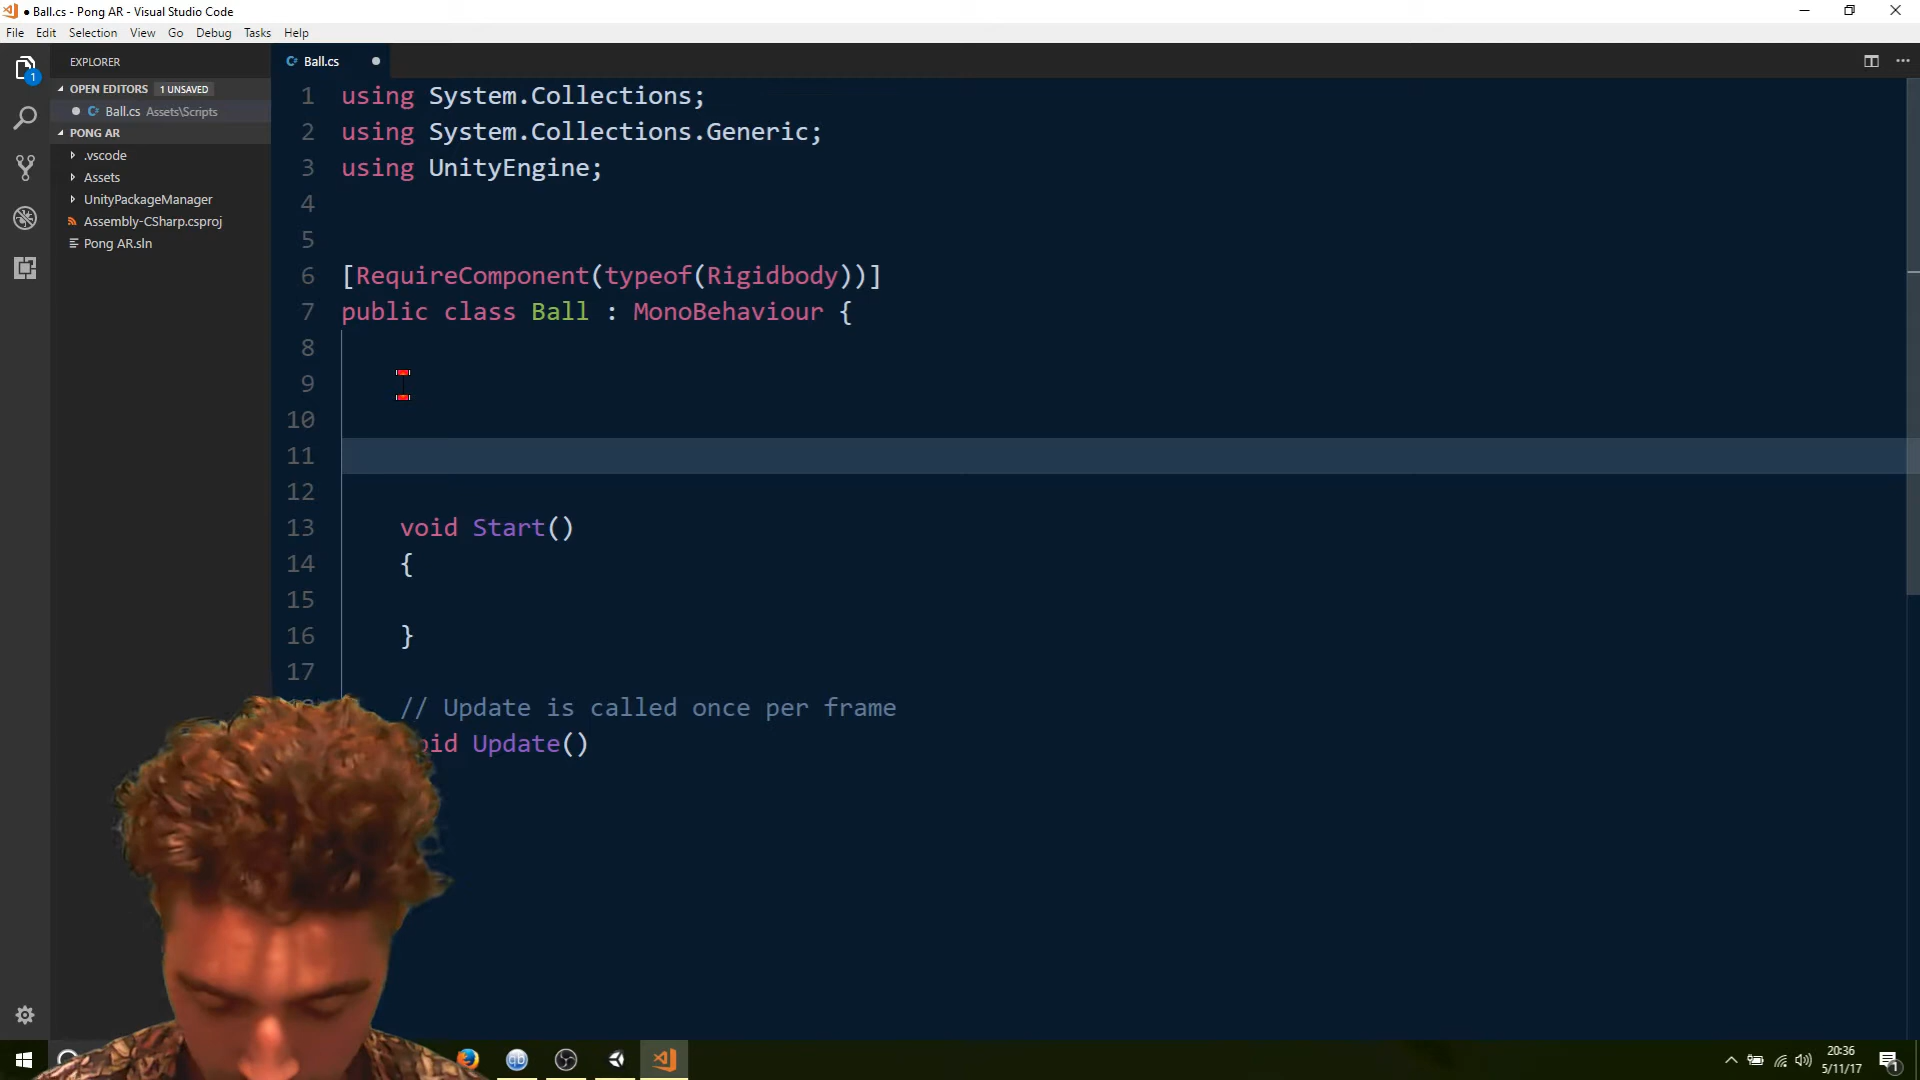 ● Ball.cs - Pong AR - Visual Studio Code
File Edit Selection View Go Debug Tasks Help
EXPLORER
OPEN EDITORS 1 UNSAVED
Ball.cs Assets\Scripts
PONG AR
.vscode
Assets
UnityPackageManager
Assembly-CSharp.csproj
Pong AR.sln
1
C# Ball.cs
1 using System.Collections;
2 using System.Collections.Generic;
3 using UnityEngine;
4
5
6 [RequireComponent(typeof(Rigidbody))]
7 public class Ball : MonoBehaviour {
8
9
10
11
12
13 void Start()
14 {
15
16 }
17
// Update is called once per frame
Update()
qb
20:36
5/11/17
1